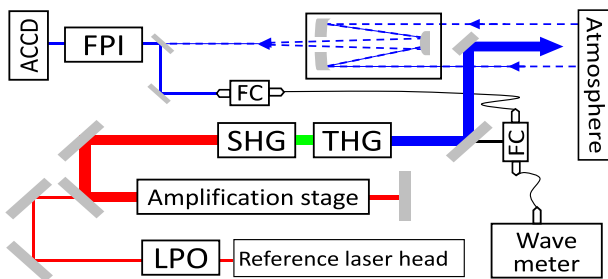 ACCD
FPI
Atmosphere
FC
SHG
THG
FC
Amplification stage
LPO
Reference laser head
Wave
meter